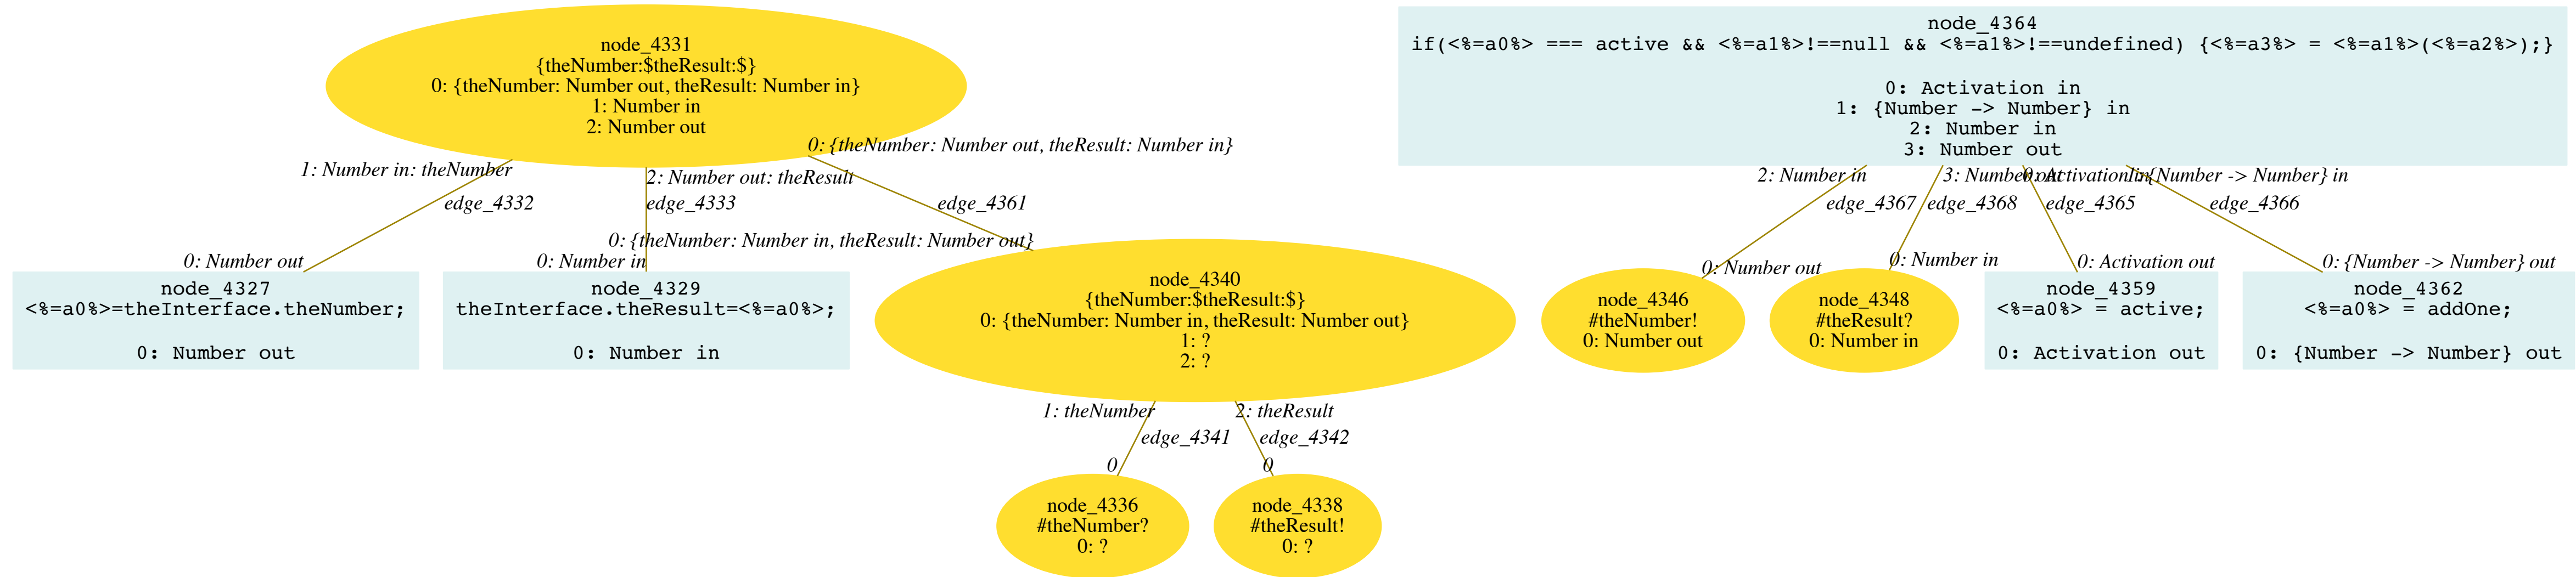 node_4331
{theNumber:$theResult:$}
0: {theNumber: Number out, theResult: Number in}
1: Number in
2: Number out
node_4364
if(<%=a0%> === active && <%=a1%>!==null && <%=a1%>!==undefined) {<%=a3%> = <%=a1%>(<%=a2%>);}
0: Activation in
1: {Number -> Number} in
2: Number in
3: Number out
0: {theNumber: Number out, theResult: Number in}
1: Number in: theNumber
2: Number out: theResult
edge_4332
edge_4333
edge_4361
0: Number out
0: Number in
0: {theNumber: Number in, theResult: Number out}
2: Number in
3: Number out
0: Activation in
1: {Number -> Number} in
edge_4367
edge_4368
edge_4365
edge_4366
0: Number out
0: Number in
0: Activation out
0: {Number -> Number} out
node_4327
<%=a0%>=theInterface.theNumber;
0: Number out
node_4329
theInterface.theResult=<%=a0%>;
0: Number in
node_4340
{theNumber:$theResult:$}
0: {theNumber: Number in, theResult: Number out}
1: ?
2: ?
node_4346
#theNumber!
0: Number out
node_4348
#theResult?
0: Number in
node_4359
<%=a0%> = active;
0: Activation out
node_4362
<%=a0%> = addOne;
0: {Number -> Number} out
1: theNumber
2: theResult
edge_4341
edge_4342
0
0
node_4336
#theNumber?
0: ?
node_4338
#theResult!
0: ?